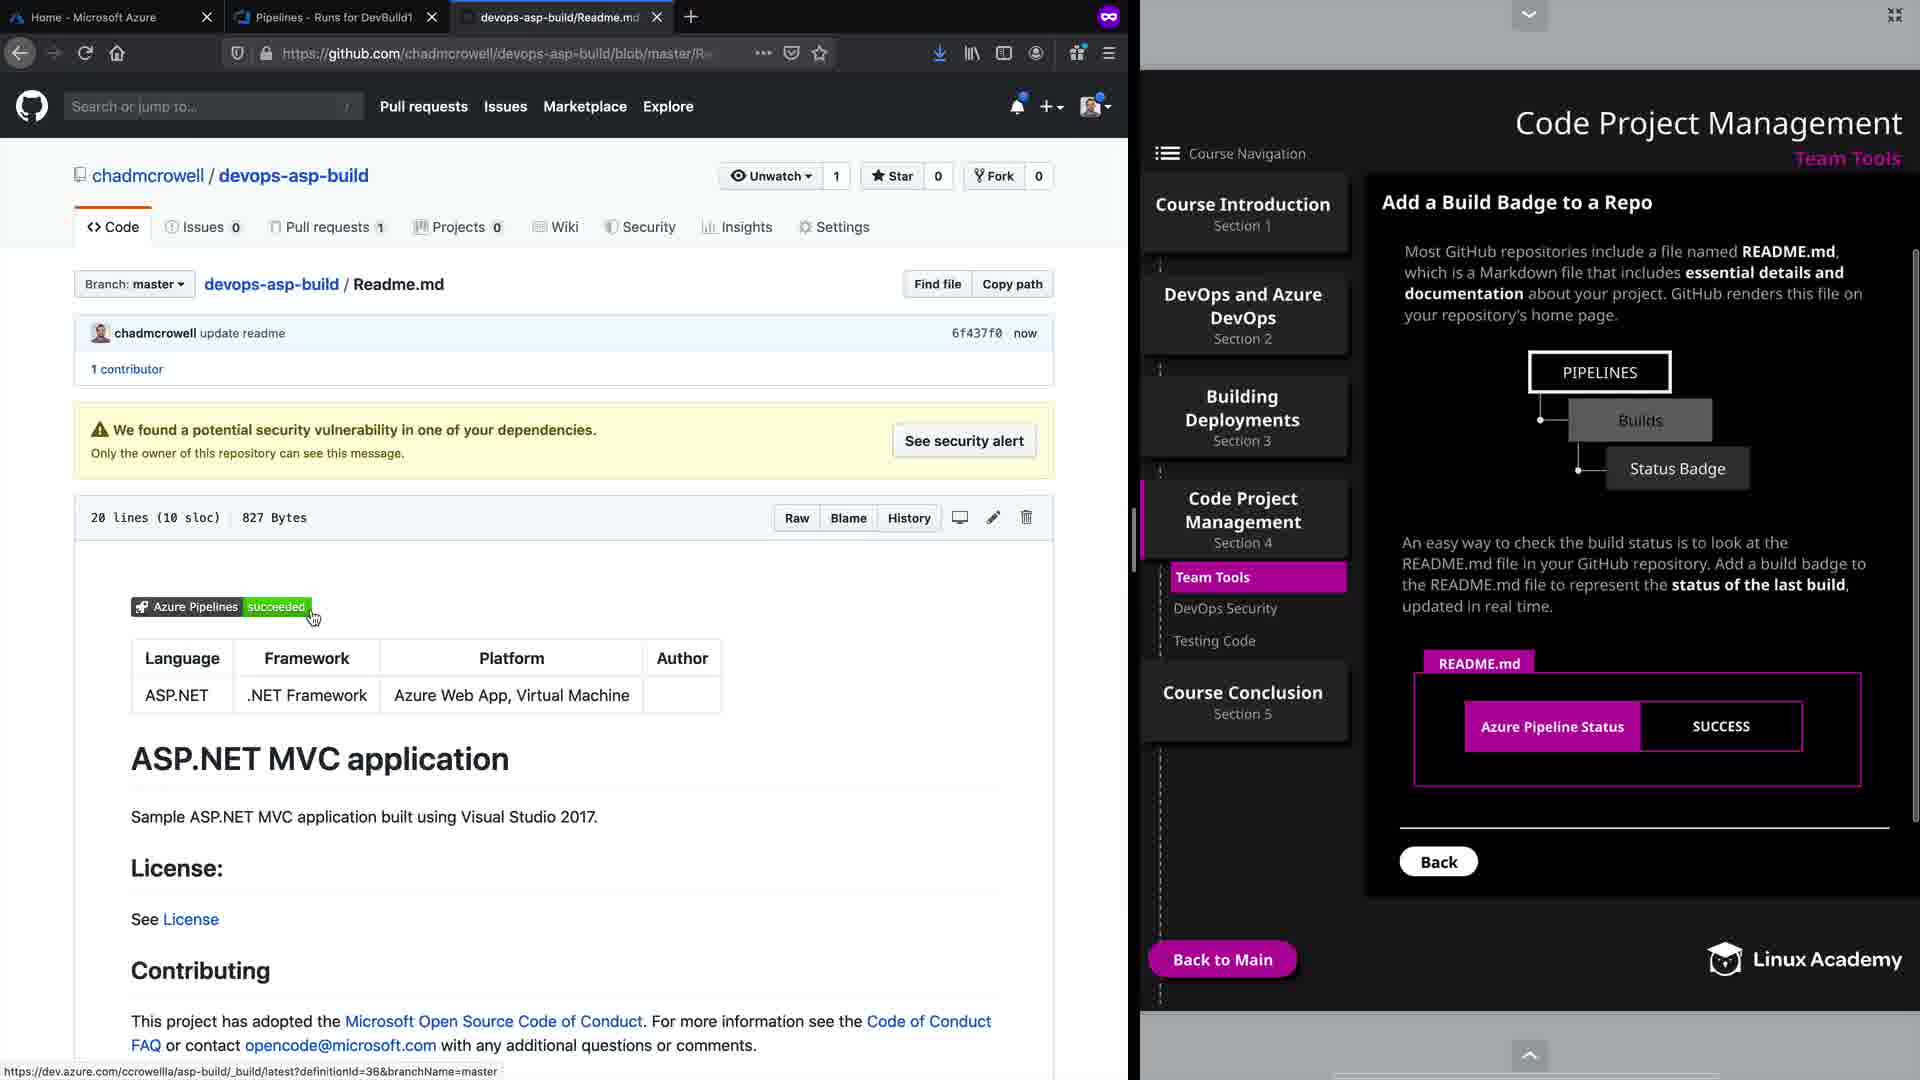 Home - Microsoft Azure
Pipelines - Runs for DevBuild1
devops-asp-build/Readme.md
https://github.com/chadmcrowell/devops-asp-build/blob/master/Re
Search or jump to...
/
Pull requests
Issues
Marketplace
Explore
chadmcrowell / devops-asp-build
Unwatch
1
Star
0
Fork
0
Code
Issues 0
Pull requests 1
Projects 0
Wiki
Security
Insights
Settings
Branch: master
devops-asp-build / Readme.md
Find file
Copy path
chadmcrowell update readme
6f437f0 now
1 contributor
We found a potential security vulnerability in one of your dependencies.
Only the owner of this repository can see this message.
See security alert
20 lines (10 sloc)
827 Bytes
Raw
Blame
History
Azure Pipelines succeeded
Language Framework Platform Author
ASP.NET .NET Framework Azure Web App, Virtual Machine
ASP.NET MVC application
Sample ASP.NET MVC application built using Visual Studio 2017.
License:
See License
Contributing
This project has adopted the Microsoft Open Source Code of Conduct. For more information see the Code of Conduct
FAQ or contact opencode@microsoft.com with any additional questions or comments.
https://dev.azure.com/ccrowellla/asp-build/_build/latest?definitionId=36&branchName=master
Code Project Management
Team Tools
Course Navigation
Course Introduction
Section 1
DevOps and Azure
DevOps
Section 2
Building
Deployments
Section 3
Code Project
Management
Section 4
Team Tools
DevOps Security
Testing Code
Course Conclusion
Section 5
Back to Main
Add a Build Badge to a Repo
Most GitHub repositories include a file named README.md,
which is a Markdown file that includes essential details and
documentation about your project. GitHub renders this file on
your repository's home page.
PIPELINES
Builds
Status Badge
An easy way to check the build status is to look at the
README.md file in your GitHub repository. Add a build badge to
the README.md file to represent the status of the last build,
updated in real time.
README.md
Azure Pipeline Status
SUCCESS
Back
Linux Academy